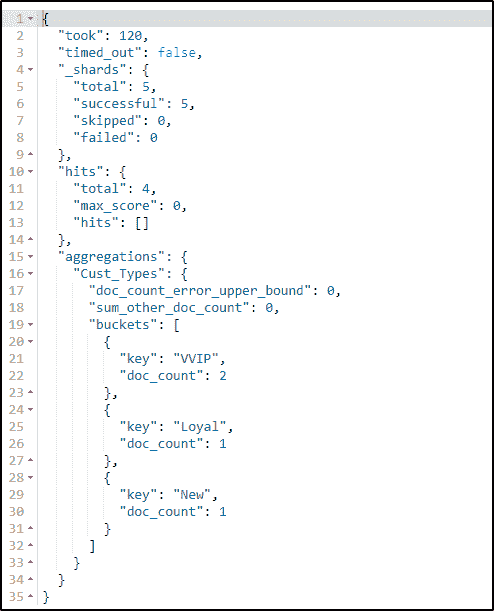 1 {
2 "took": 120,
3 "timed_out": false,
4 "_shards": {
5 "total": 5,
6 "successful": 5,
7 "skipped": 0,
8 "failed": 0
9 },
10 "hits": {
11 "total": 4,
12 "max_score": 0,
13 "hits": []
14 },
15 "aggregations": {
16 "Cust_Types": {
17 "doc_count_error_upper_bound": 0,
18 "sum_other_doc_count": 0,
19 "buckets": [
20 {
21 "key": "VVIP",
22 "doc_count": 2
23 },
24 {
25 "key": "Loyal",
26 "doc_count": 1
27 },
28 {
29 "key": "New",
30 "doc_count": 1
31 }
32 ]
33 }
34 }
35 }